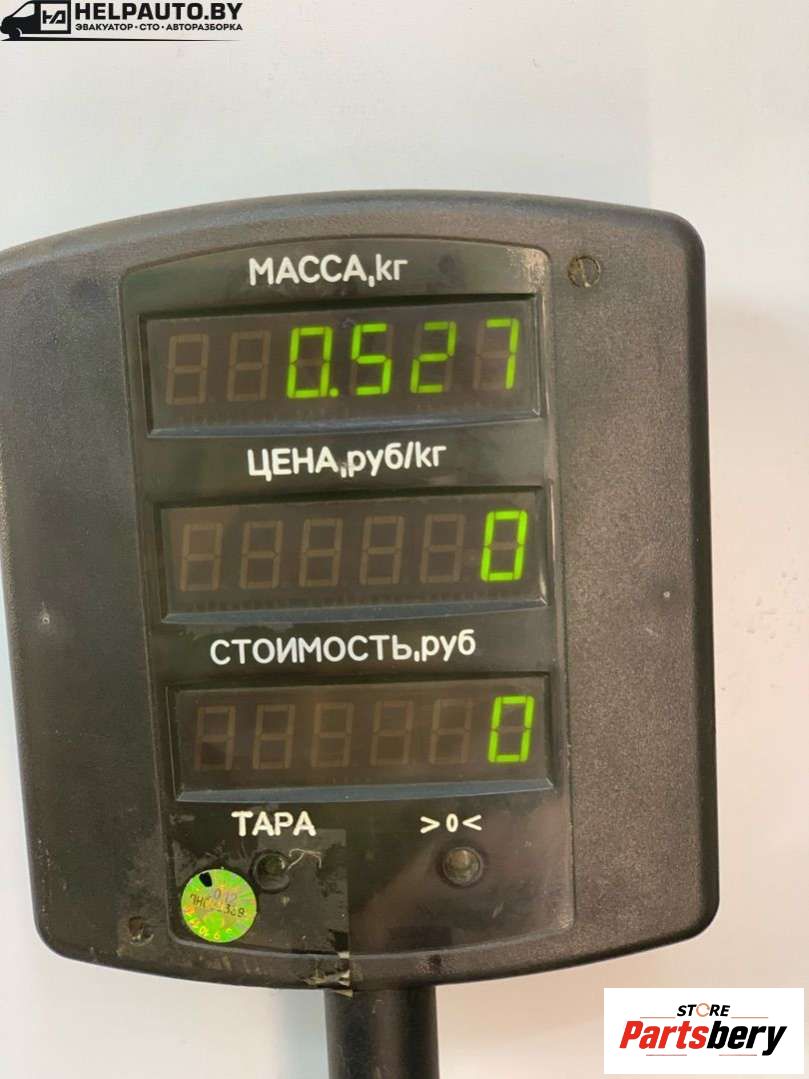 HELPAUTO.BY
ЭВАКУАТОР • СТО • АВТОРАЗБОРКА
МАССА,кг
0.527
ЦЕНА,руб/кг
0
СТОИМОСТЬ,руб
0
ТАРА >0<
STORE
Partsbery